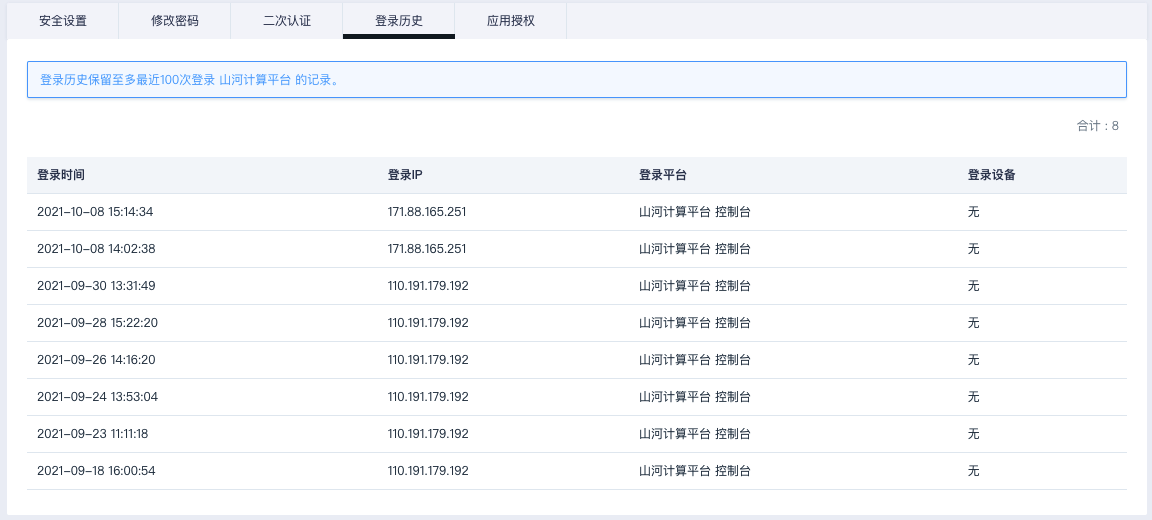 安全设置 修改密码 二次认证 登录历史 应用授权
登录历史保留至多最近100次登录 山河计算平台 的记录。
合计：8
登录时间 登录IP 登录平台 登录设备
2021-10-08 15:14:34 171.88.165.251 山河计算平台 控制台 无
2021-10-08 14:02:38 171.88.165.251 山河计算平台 控制台 无
2021-09-30 13:31:49 110.191.179.192 山河计算平台 控制台 无
2021-09-28 15:22:20 110.191.179.192 山河计算平台 控制台 无
2021-09-26 14:16:20 110.191.179.192 山河计算平台 控制台 无
2021-09-24 13:53:04 110.191.179.192 山河计算平台 控制台 无
2021-09-23 11:11:18 110.191.179.192 山河计算平台 控制台 无
2021-09-18 16:00:54 110.191.179.192 山河计算平台 控制台 无